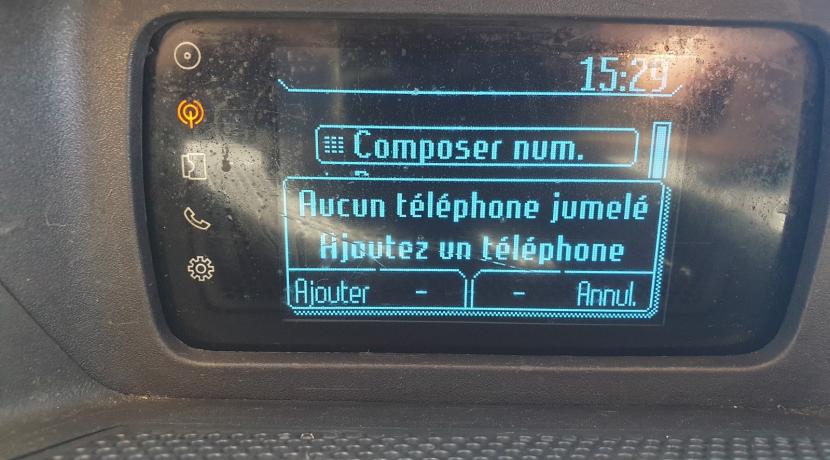 15:29
Composer num.
Aucun téléphone jumelé
Ajoutez un téléphone
Ajouter - - Annul.